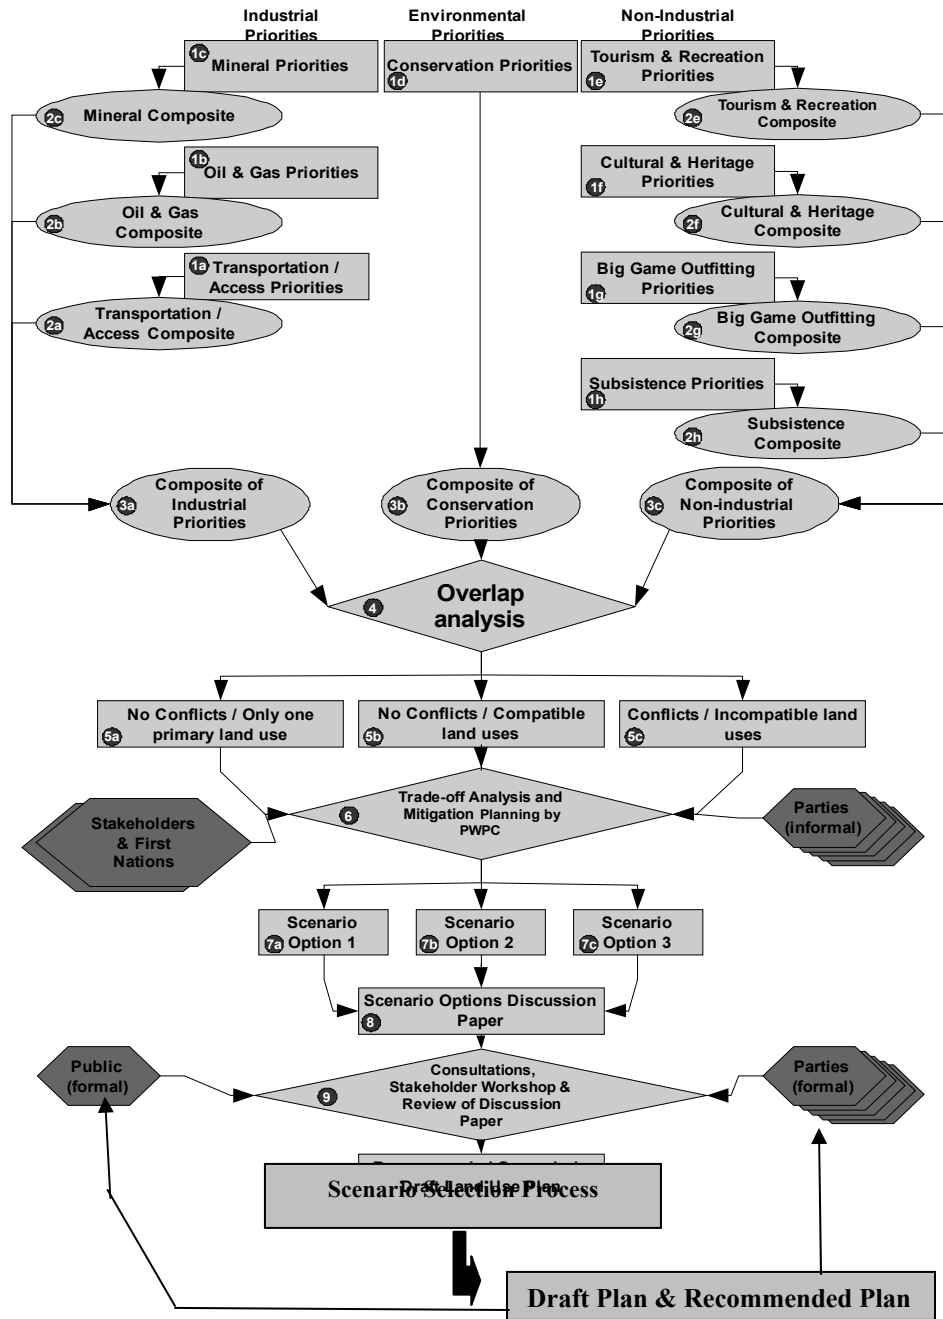 Industrial
Priorities
Environmental
Priorities
Non-Industrial
Priorities
1c
Mineral Priorities
Conservation Priorities
1d
Tourism & Recreation
Priorities
1e
2c
Mineral Composite
Tourism & Recreation
2e
Composite
1b
Oil & Gas Priorities
Cultural & Heritage
Priorities
1f
Oil & Gas
2b
Composite
Cultural & Heritage
2f
Composite
1a
Transportation /
Access Priorities
Big Game Outfitting
Priorities
1g
Transportation /
2a
Access Composite
Big Game Outfitting
2g
Composite
Subsistence Priorities
1h
Subsistence
2h
Composite
Composite of
3a
Industrial
Priorities
Composite of
3b
Conservation
Priorities
Composite of
3c
Non-industrial
Priorities
Overlap
4
analysis
No Conflicts / Only one
5a
primary land use
No Conflicts / Compatible
5b
land uses
Conflicts / Incompatible land
5c
uses
Stakeholders
& First
Nations
Trade-off Analysis and
6
Mitigation Planning by
PWPC
Parties
(informal)
Scenario
7a
Option 1
Scenario
7b
Option 2
Scenario
7c
Option 3
Scenario Options Discussion
8
Paper
Public
(formal)
Consultations,
Stakeholder Workshop &
9
Review of Discussion
Paper
Parties
(formal)
Draft Land Use Plan
Scenario Selection Process
Draft Plan & Recommended Plan